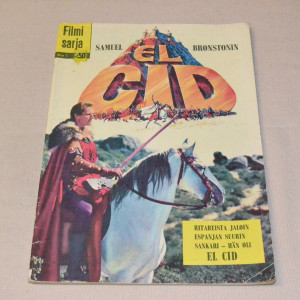 Filmi
sarja
SAMUEL BRONSTONIN
EL
CID
RITAREISTA JALOIN
ESPANJAN SUURIN
SANKARI — HÄN OLI
EL CID